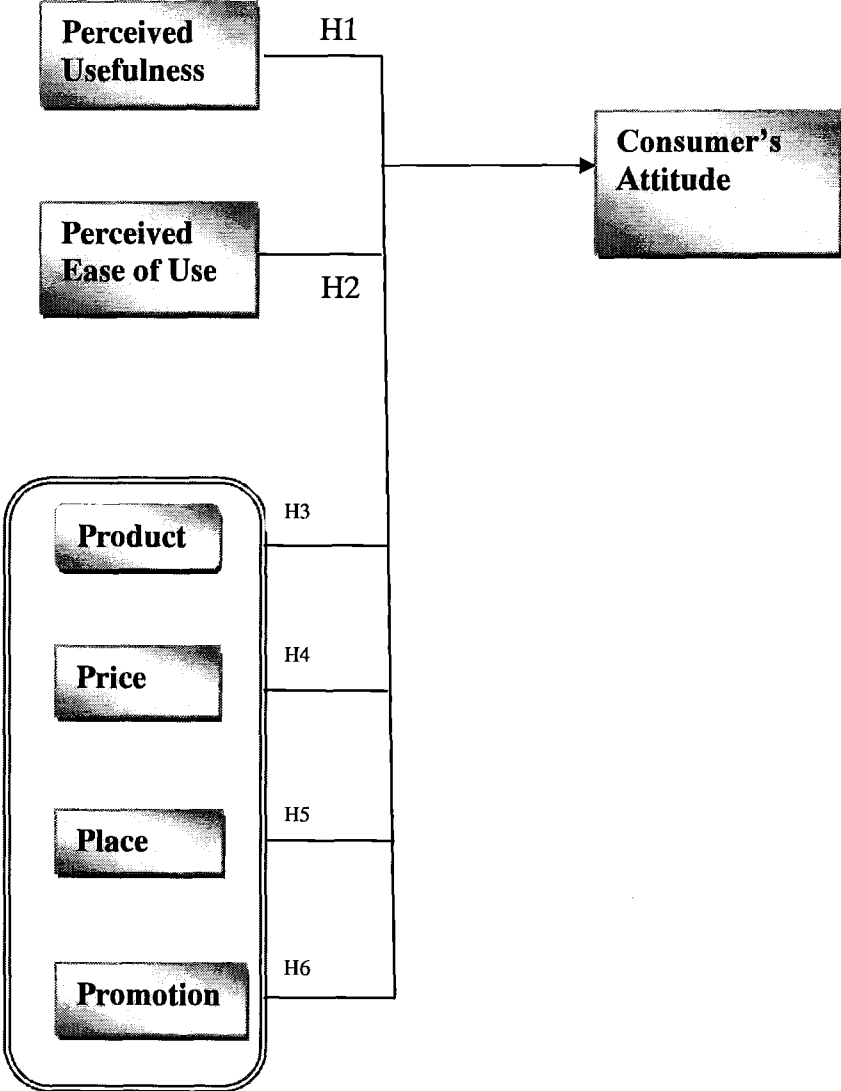 Perceived
Usefulness
H1
Consumer's
Attitude
Perceived
Ease of Use
H2
H3
Product
H4
Price
H5
Place
H6
Promotion